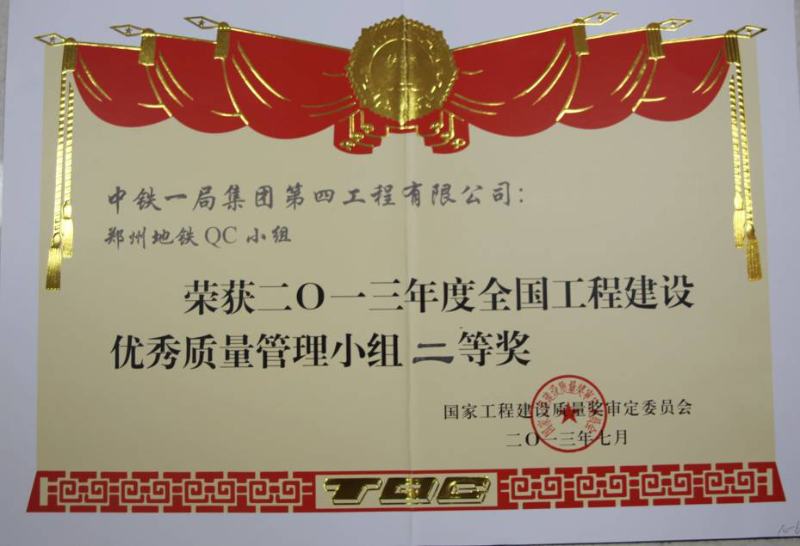 中铁一局集团第四工程有限公司：
郑州地铁QC小组
荣获二O一三年度全国工程建设
优秀质量管理小组二等奖
国家工程建设质量奖审定委员会
二O一三年七月
TQC